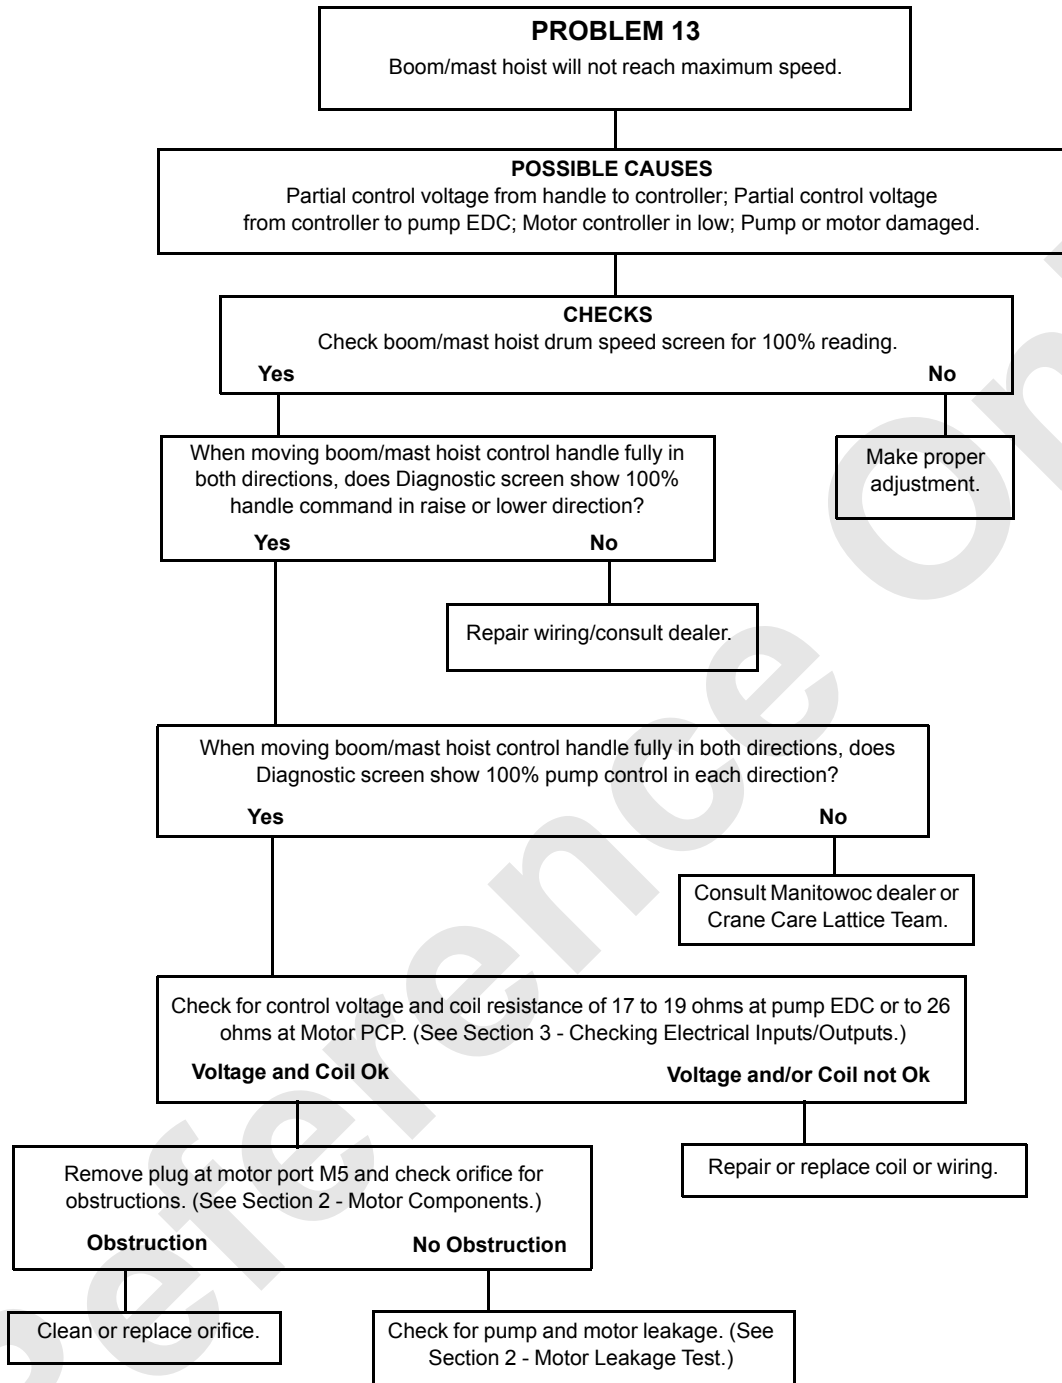 PROBLEM 13
Boom/mast hoist will not reach maximum speed.
POSSIBLE CAUSES
Partial control voltage from handle to controller; Partial control voltage
from controller to pump EDC; Motor controller in low; Pump or motor damaged.
CHECKS
Check boom/mast hoist drum speed screen for 100% reading.
Yes
No
When moving boom/mast hoist control handle fully in
both directions, does Diagnostic screen show 100%
handle command in raise or lower direction?
Yes
No
Make proper
adjustment.
Repair wiring/consult dealer.
When moving boom/mast hoist control handle fully in both directions, does
Diagnostic screen show 100% pump control in each direction?
Yes
No
Consult Manitowoc dealer or
Crane Care Lattice Team.
Check for control voltage and coil resistance of 17 to 19 ohms at pump EDC or to 26
ohms at Motor PCP. (See Section 3 - Checking Electrical Inputs/Outputs.)
Voltage and Coil Ok
Voltage and/or Coil not Ok
Remove plug at motor port M5 and check orifice for
obstructions. (See Section 2 - Motor Components.)
Obstruction
No Obstruction
Repair or replace coil or wiring.
Clean or replace orifice.
Check for pump and motor leakage. (See
Section 2 - Motor Leakage Test.)